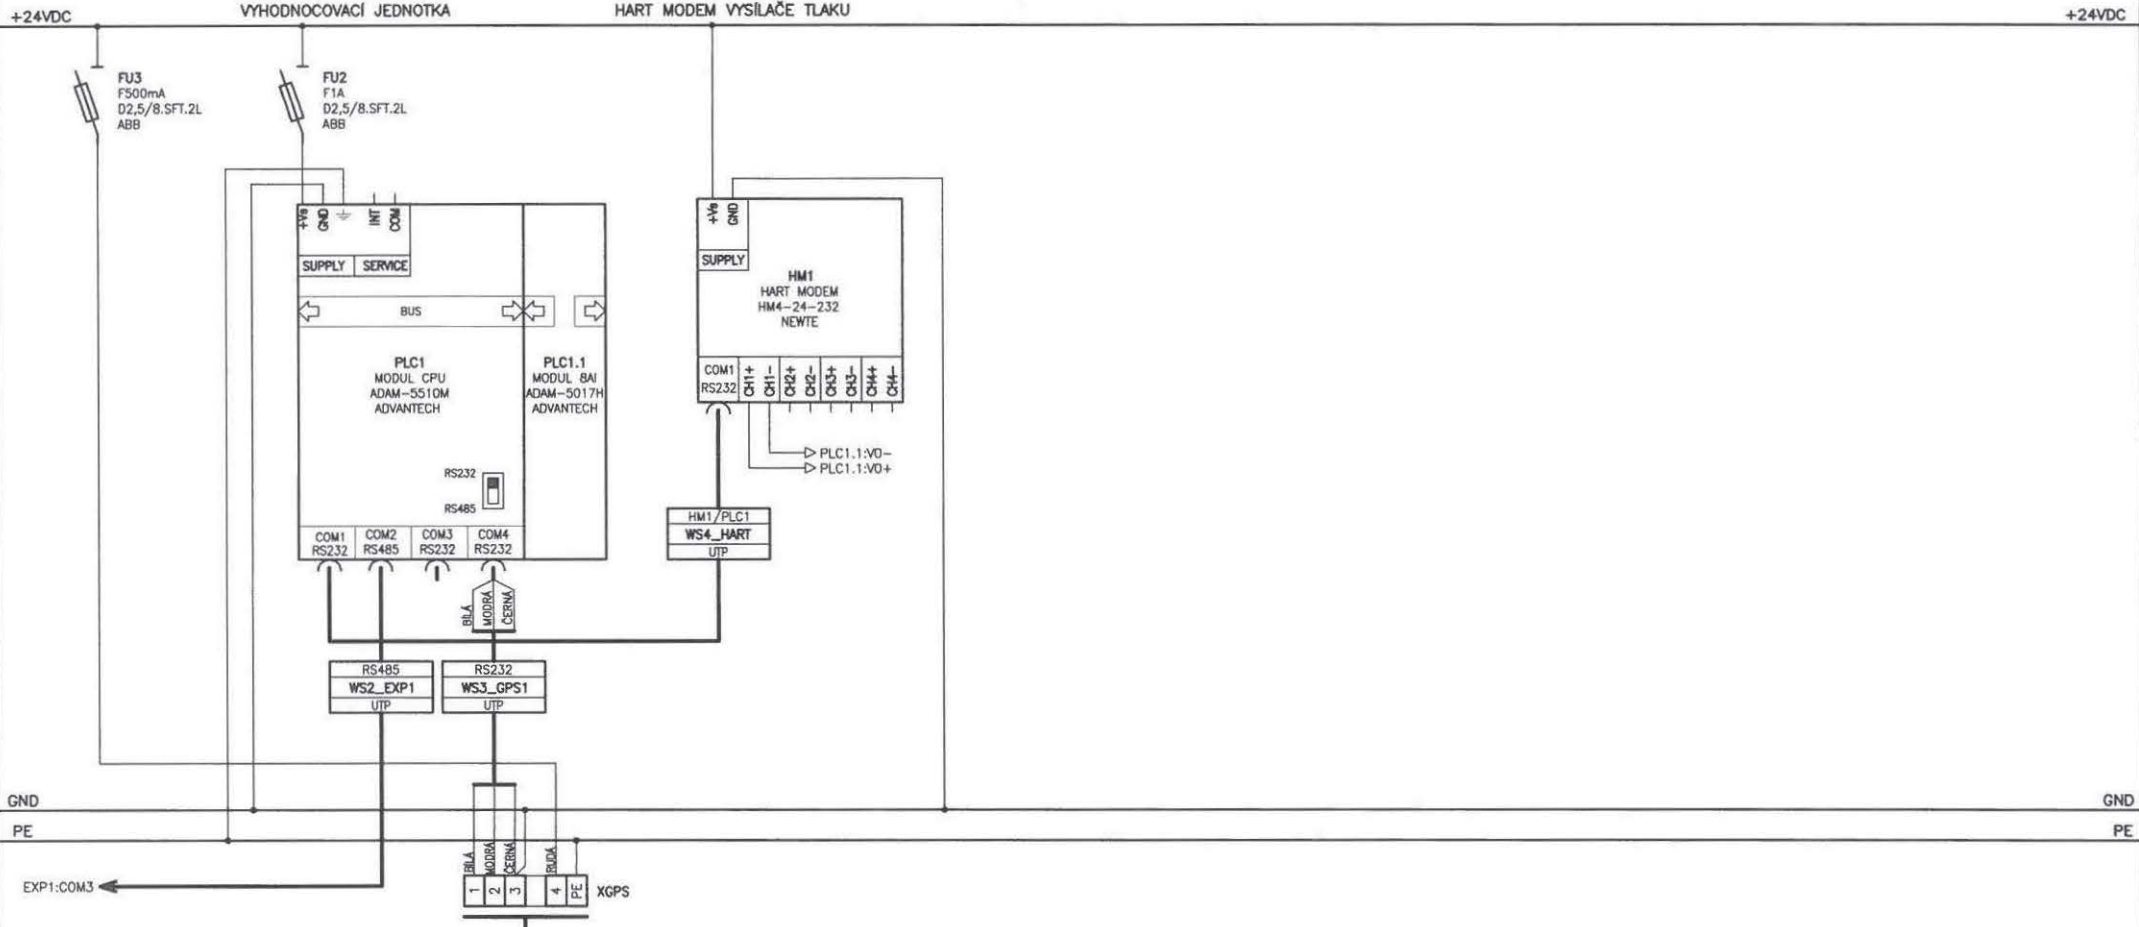 +24VDC
VYHODNOCOVACÍ JEDNOTKA
HART MODEM VYSÍLAČE TLAKU
+24VDC
FU3
F500mA
D2,5/8.SFT.2L
ABB
FU2
F1A
D2,5/8.SFT.2L
ABB
+Vs
GND
INT
COM
SUPPLY
SERVICE
BUS
PLC1
MODUL CPU
ADAM-5510M
ADVANTECH
PLC1.1
MODUL 8AI
ADAM-5017H
ADVANTECH
RS232
RS485
COM1
RS232
COM2
RS485
COM3
RS232
COM4
RS232
+Vs
GND
SUPPLY
HM1
HART MODEM
HM4-24-232
NEWTE
COM1
RS232
CH1+
CH1-
CH2+
CH2-
CH3+
CH3-
CH4+
CH4-
PLC1.1:V0-
PLC1.1:V0+
HM1/PLC1
WS4_HART
UTP
BÍLÁ
MODRÁ
ČERNÁ
RS485
WS2_EXP1
UTP
RS232
WS3_GPS1
UTP
GND
GND
PE
PE
BÍLÁ
MODRÁ
ČERNÁ
RUDÁ
EXP1:COM3
1
2
3
4
PE
XGPS